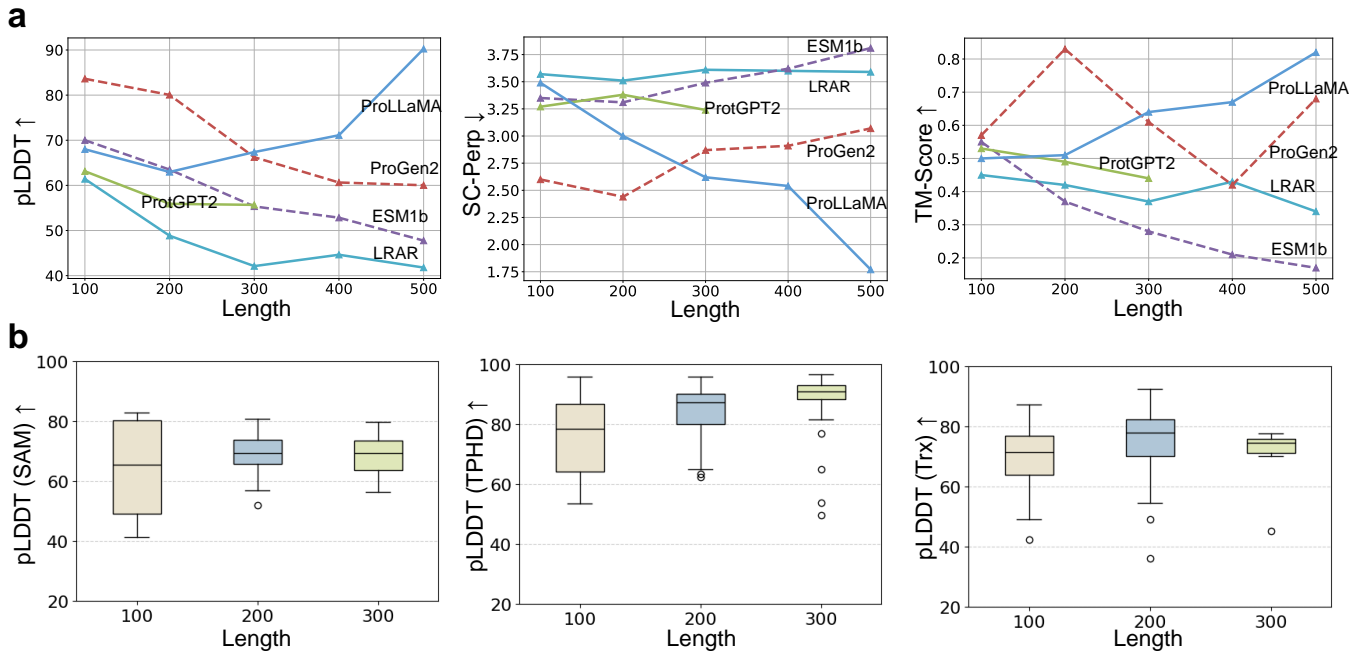 a
pLDDT ↑
90
80
70
60
50
40
100 200 300 400 500
Length
ProLLaMA
ProGen2
ProtGPT2
ESM1b
LRAR
SC-Perp ↓
3.75
3.50
3.25
3.00
2.75
2.50
2.25
2.00
1.75
100 200 300 400 500
Length
ESM1b
LRAR
ProtGPT2
ProGen2
ProLLaMA
TM-Score ↑
0.8
0.7
0.6
0.5
0.4
0.3
0.2
100 200 300 400 500
Length
ProLLaMA
ProGen2
ProtGPT2
LRAR
ESM1b
b
pLDDT (SAM) ↑
100
80
60
40
20
100 200 300
Length
pLDDT (TPHD) ↑
100
80
60
40
20
100 200 300
Length
pLDDT (Trx) ↑
100
80
60
40
20
100 200 300
Length